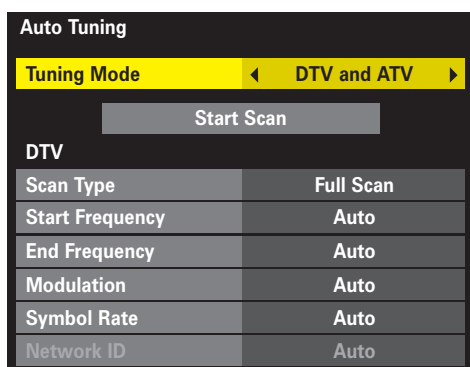 Auto Tuning
Tuning Mode DTV and ATV
Start Scan
DTV
Scan Type Full Scan
Start Frequency Auto
End Frequency Auto
Modulation Auto
Symbol Rate Auto
Network ID Auto